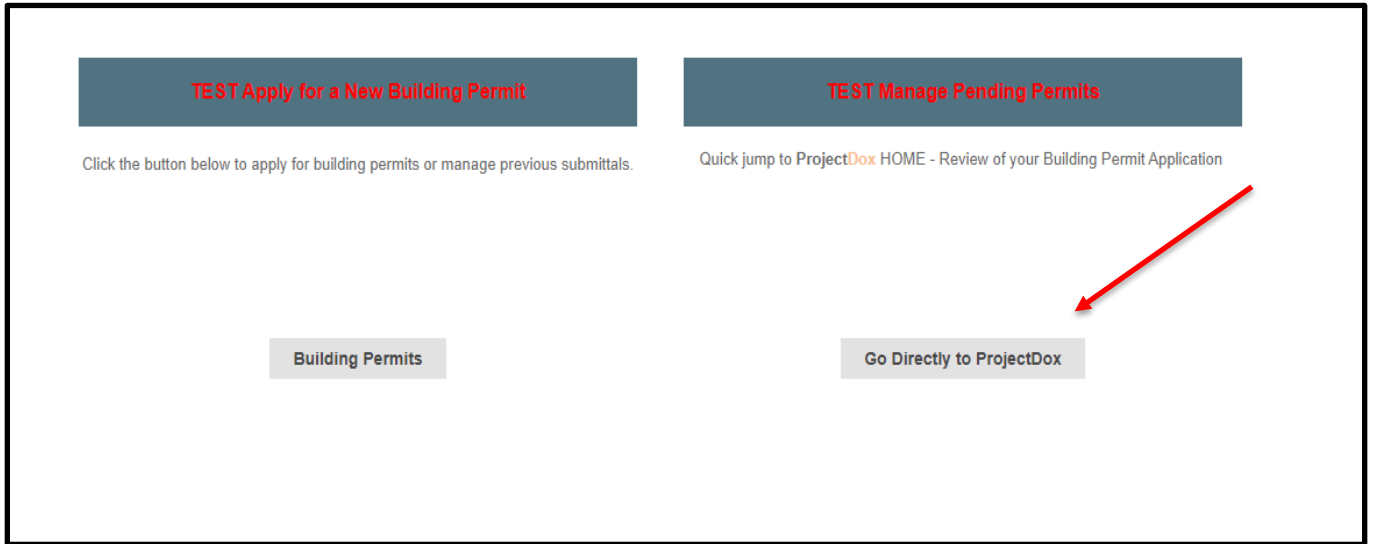 TEST Apply for a New Building Permit
Click the button below to apply for building permits or manage previous submittals.
Building Permits
TEST Manage Pending Permits
Quick jump to ProjectDox HOME - Review of your Building Permit Application
Go Directly to ProjectDox